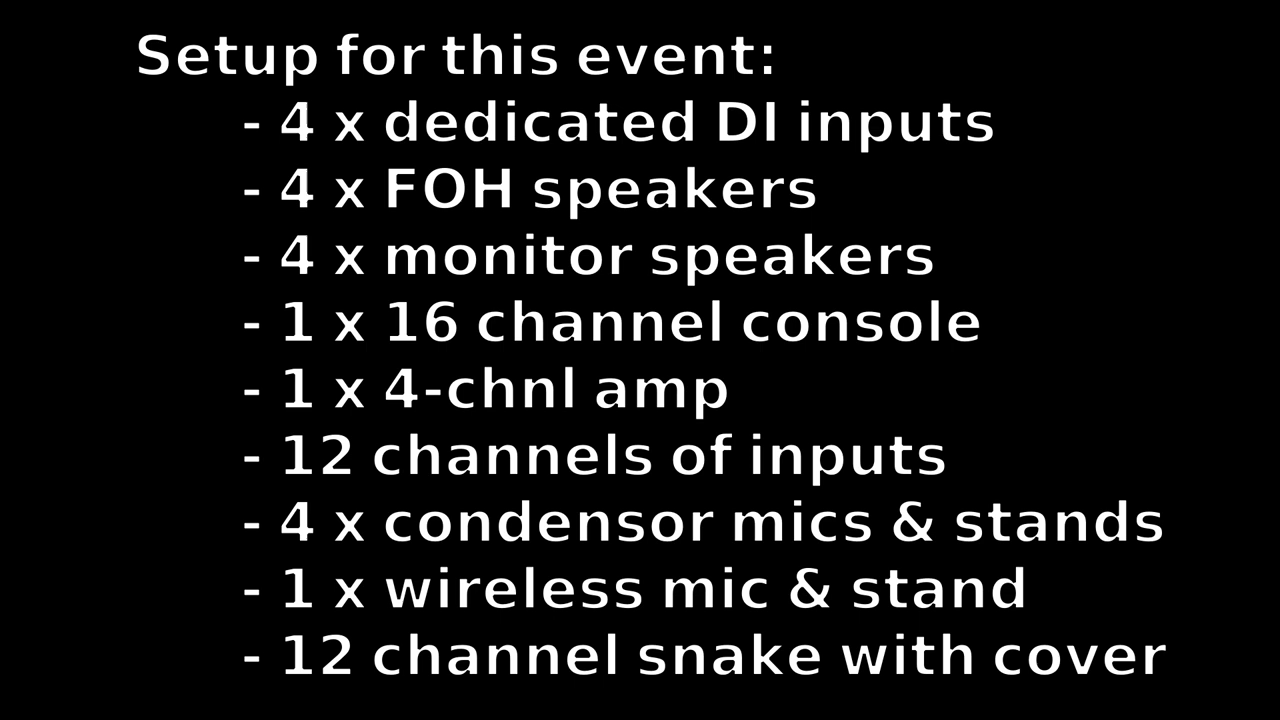 Setup for this event:
- 4 x dedicated DI inputs
- 4 x FOH speakers
- 4 x monitor speakers
- 1 x 16 channel console
- 1 x 4-chnl amp
- 12 channels of inputs
- 4 x condensor mics & stands
- 1 x wireless mic & stand
- 12 channel snake with cover